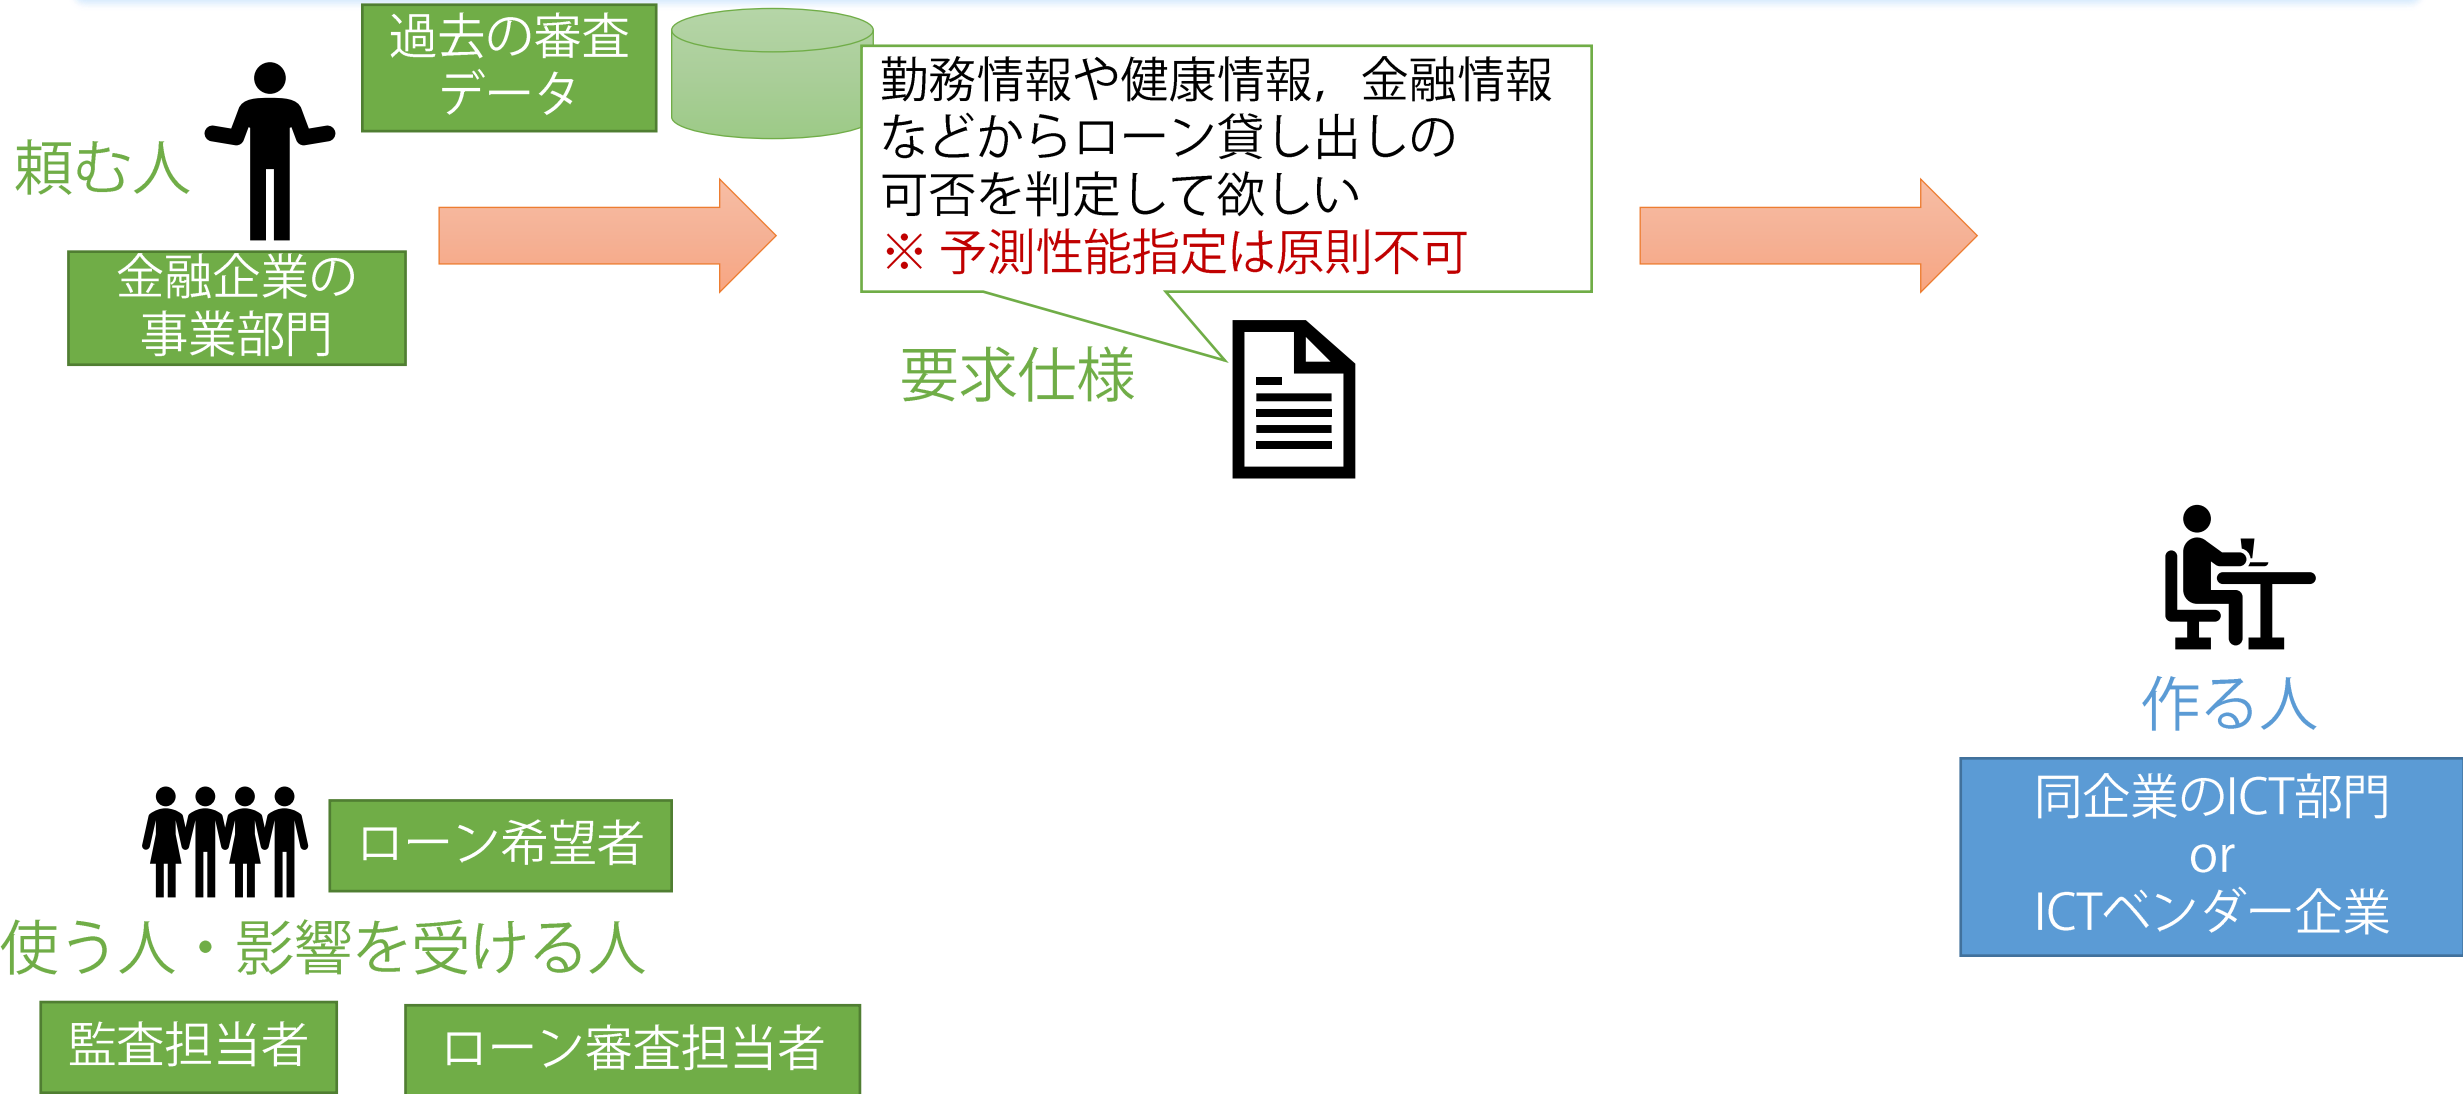 過去の審査
データ
頼む人
金融企業の
事業部門
勤務情報や健康情報，金融情報
などからローン貸し出しの
可否を判定して欲しい
※ 予測性能指定は原則不可
要求仕様
作る人
同企業のICT部門
or
ICTベンダー企業
ローン希望者
使う人・影響を受ける人
監査担当者
ローン審査担当者